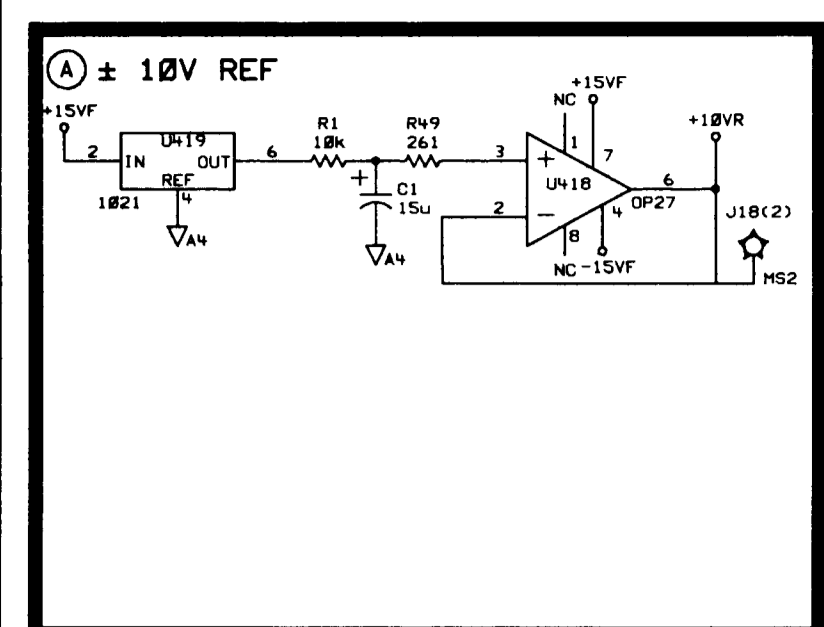 A ± 10V REF
+15VF
NC
+15VF
+10VR
U419
R1
R49
10k
261
2
IN
OUT
6
3
+
1
7
REF
+
U418
6
4
C1
1021
15u
2
−
4
OP27
J18(2)
A4
8
A4
NC
-15VF
MS2